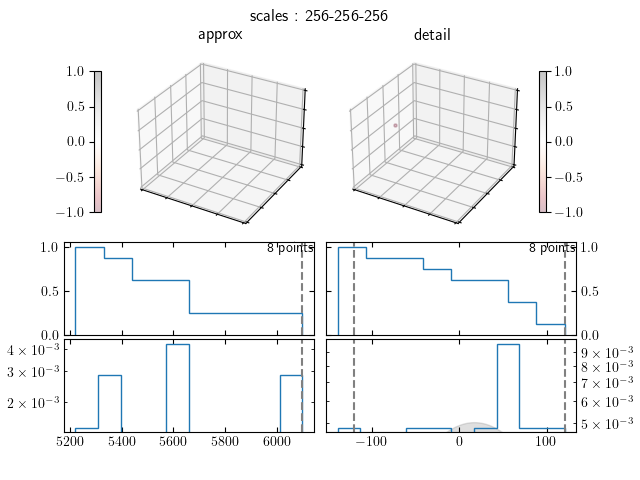 scales : 256-256-256
approx
detail
1.0
0.5
0.0
−0.5
−1.0
1.0
0.5
0.0
−0.5
−1.0
1.0
0.5
0.0
8 points
8 points
1.0
0.5
0.0
4 × 10⁻³
3 × 10⁻³
2 × 10⁻³
9 × 10⁻³
8 × 10⁻³
7 × 10⁻³
6 × 10⁻³
5 × 10⁻³
5200 5400 5600 5800 6000
−100 0 100